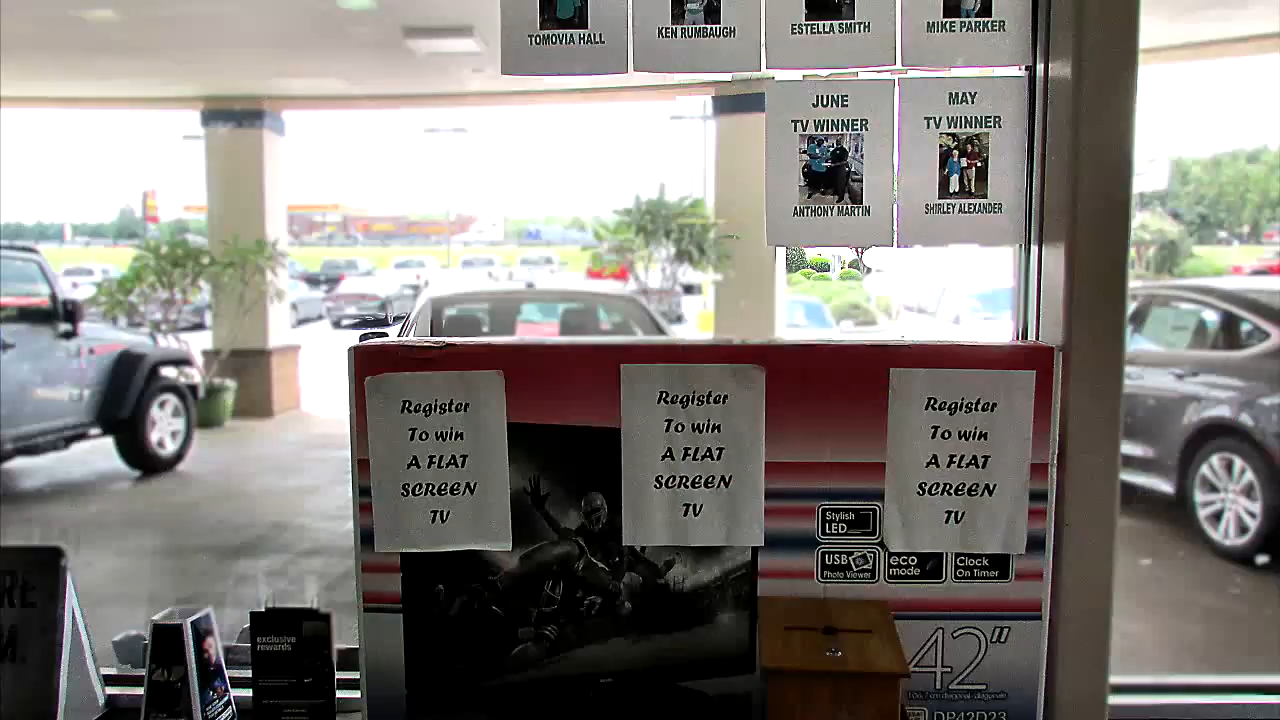 TOMOVIA HALL
KEN RUMBAUGH
ESTELLA SMITH
MIKE PARKER
JUNE
TV WINNER
ANTHONY MARTIN
MAY
TV WINNER
SHIRLEY ALEXANDER
Register
To win
A FLAT
SCREEN
TV
Register
To win
A FLAT
SCREEN
TV
Register
To win
A FLAT
SCREEN
TV
Stylish
LED
USB
Photo Viewer
eco
mode
Clock
On Timer
42"
DP42D23
exclusive
rewards